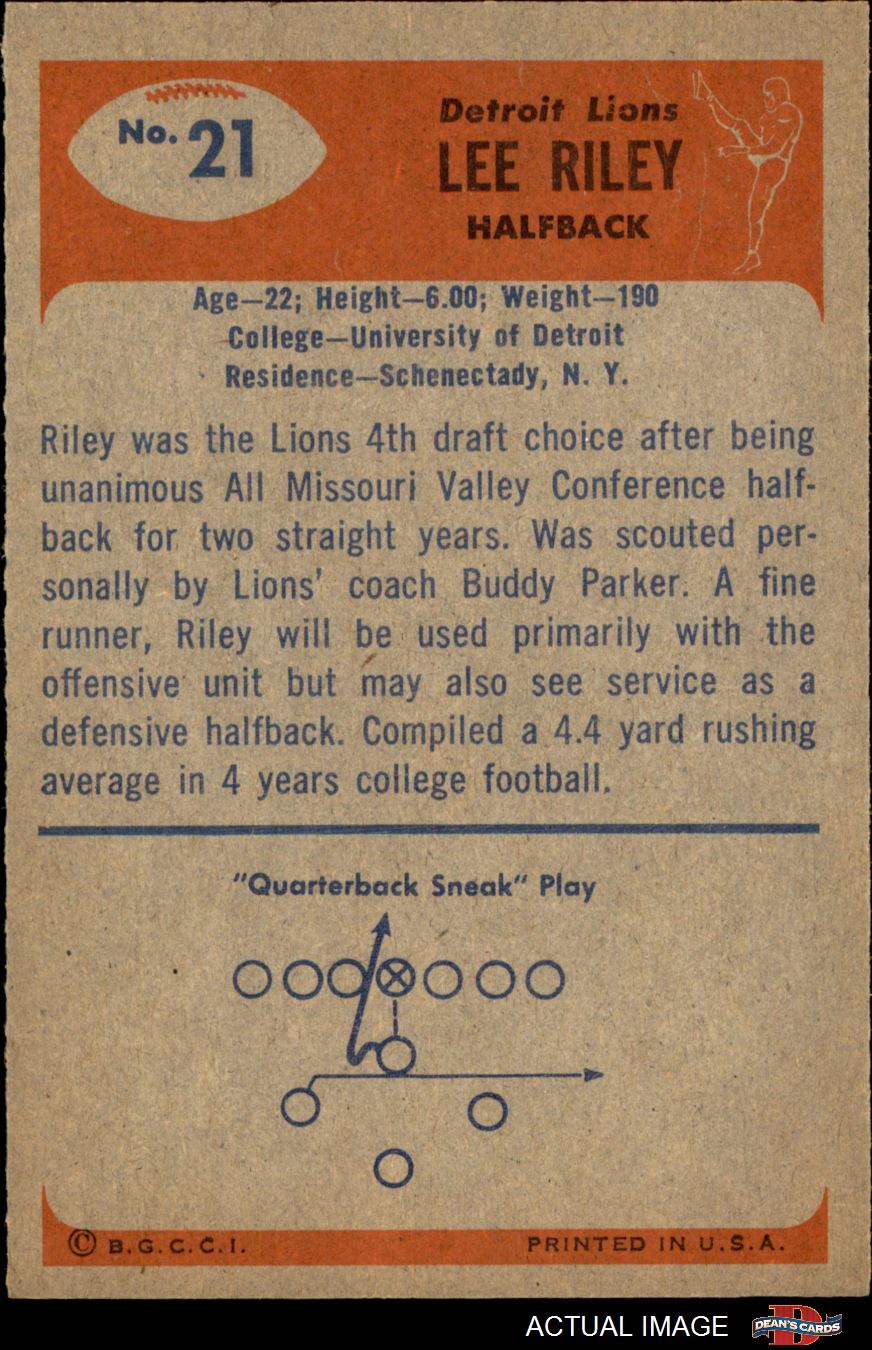 No. 21
Detroit Lions
LEE RILEY
HALFBACK
Age—22; Height—6.00; Weight—190
College—University of Detroit
Residence—Schenectady, N. Y.
Riley was the Lions 4th draft choice after being
unanimous All Missouri Valley Conference half-
back for two straight years. Was scouted per-
sonally by Lions' coach Buddy Parker. A fine
runner, Riley will be used primarily with the
offensive unit but may also see service as a
defensive halfback. Compiled a 4.4 yard rushing
average in 4 years college football.
"Quarterback Sneak" Play
© B.G.C.C.I.
PRINTED IN U.S.A.
ACTUAL IMAGE
D
DEAN'S CARDS